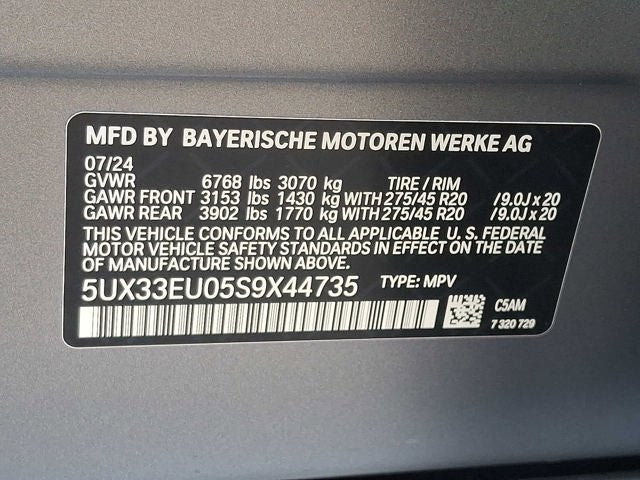 MFD BY BAYERISCHE MOTOREN WERKE AG
07/24
GVWR 6768 lbs 3070 kg TIRE / RIM
GAWR FRONT 3153 lbs 1430 kg WITH 275/45 R20 / 9.0J x 20
GAWR REAR 3902 lbs 1770 kg WITH 275/45 R20 / 9.0J x 20
THIS VEHICLE CONFORMS TO ALL APPLICABLE U. S. FEDERAL
MOTOR VEHICLE SAFETY STANDARDS IN EFFECT ON THE DATE OF
MANUFACTURE SHOWN ABOVE.
5UX33EU05S9X44735 TYPE: MPV
C5AM
7 320 729